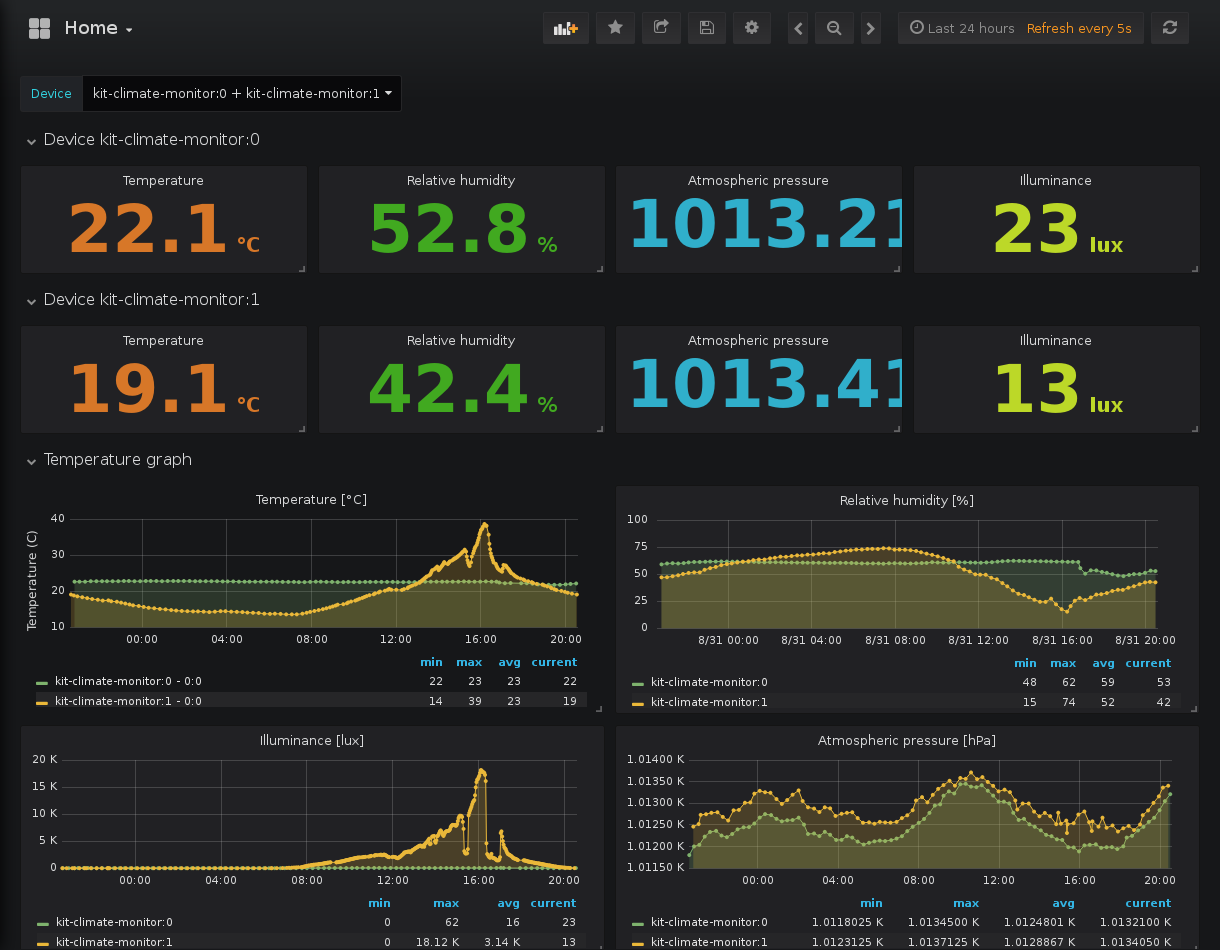 Home
Last 24 hours Refresh every 5s
Device kit-climate-monitor:0 + kit-climate-monitor:1
Device kit-climate-monitor:0
Temperature Relative humidity Atmospheric pressure Illuminance
22.1 °C 52.8 % 1013.21 23 lux
Device kit-climate-monitor:1
Temperature Relative humidity Atmospheric pressure Illuminance
19.1 °C 42.4 % 1013.41 13 lux
Temperature graph
Temperature [°C]
Temperature (C)
40
30
20
10
00:00 04:00 08:00 12:00 16:00 20:00
min max avg current
kit-climate-monitor:0 - 0:0 22 23 23 22
kit-climate-monitor:1 - 0:0 14 39 23 19
Relative humidity [%]
100
75
50
25
0
8/31 00:00 8/31 04:00 8/31 08:00 8/31 12:00 8/31 16:00 8/31 20:00
min max avg current
kit-climate-monitor:0 48 62 59 53
kit-climate-monitor:1 15 74 52 42
Illuminance [lux]
20 K
15 K
10 K
5 K
0
00:00 04:00 08:00 12:00 16:00 20:00
min max avg current
kit-climate-monitor:0 0 62 16 23
kit-climate-monitor:1 0 18.12 K 3.14 K 13
Atmospheric pressure [hPa]
1.01400 K
1.01350 K
1.01300 K
1.01250 K
1.01200 K
1.01150 K
00:00 04:00 08:00 12:00 16:00 20:00
min max avg current
kit-climate-monitor:0 1.0118025 K 1.0134500 K 1.0124801 K 1.0132100 K
kit-climate-monitor:1 1.0123125 K 1.0137125 K 1.0128867 K 1.0134050 K